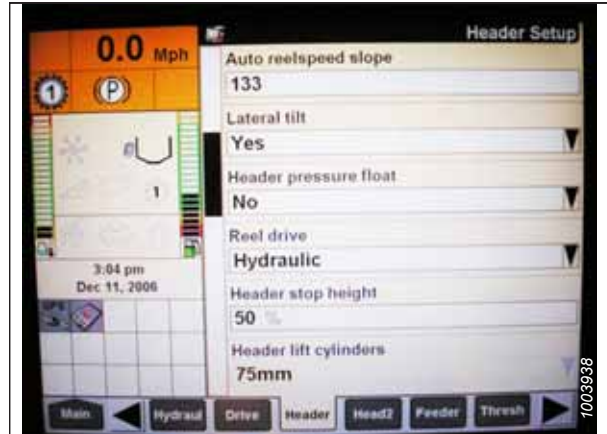 0.0 Mph
1 (P)
1
3:04 pm
Dec 11, 2006
Header Setup
Auto reelspeed slope
133
Lateral tilt
Yes
Header pressure float
No
Reel drive
Hydraulic
Header stop height
50 %
Header lift cylinders
75mm
Main Hydraul Drive Header Head2 Feeder Thresh
1003938